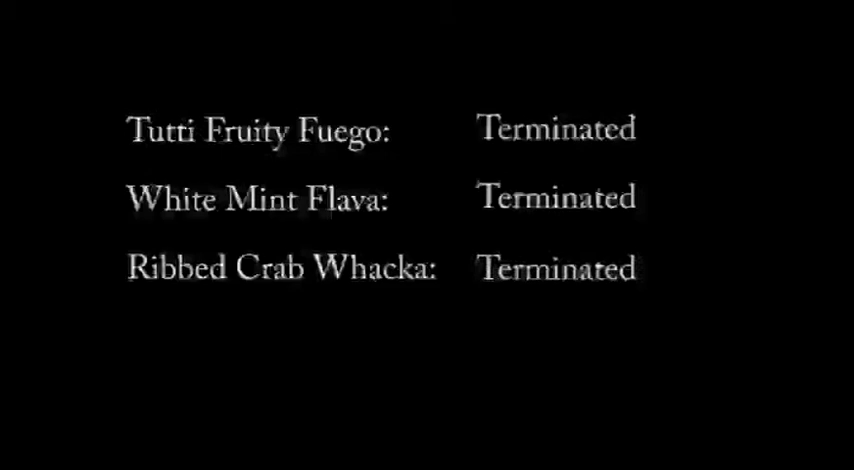 Tutti Fruity Fuego: Terminated
White Mint Flava: Terminated
Ribbed Crab Whacka: Terminated